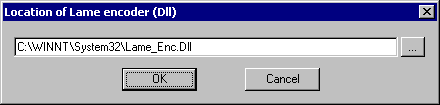 Location of Lame encoder (Dll)
C:\WINNT\System32\Lame_Enc.Dll ...
OK Cancel